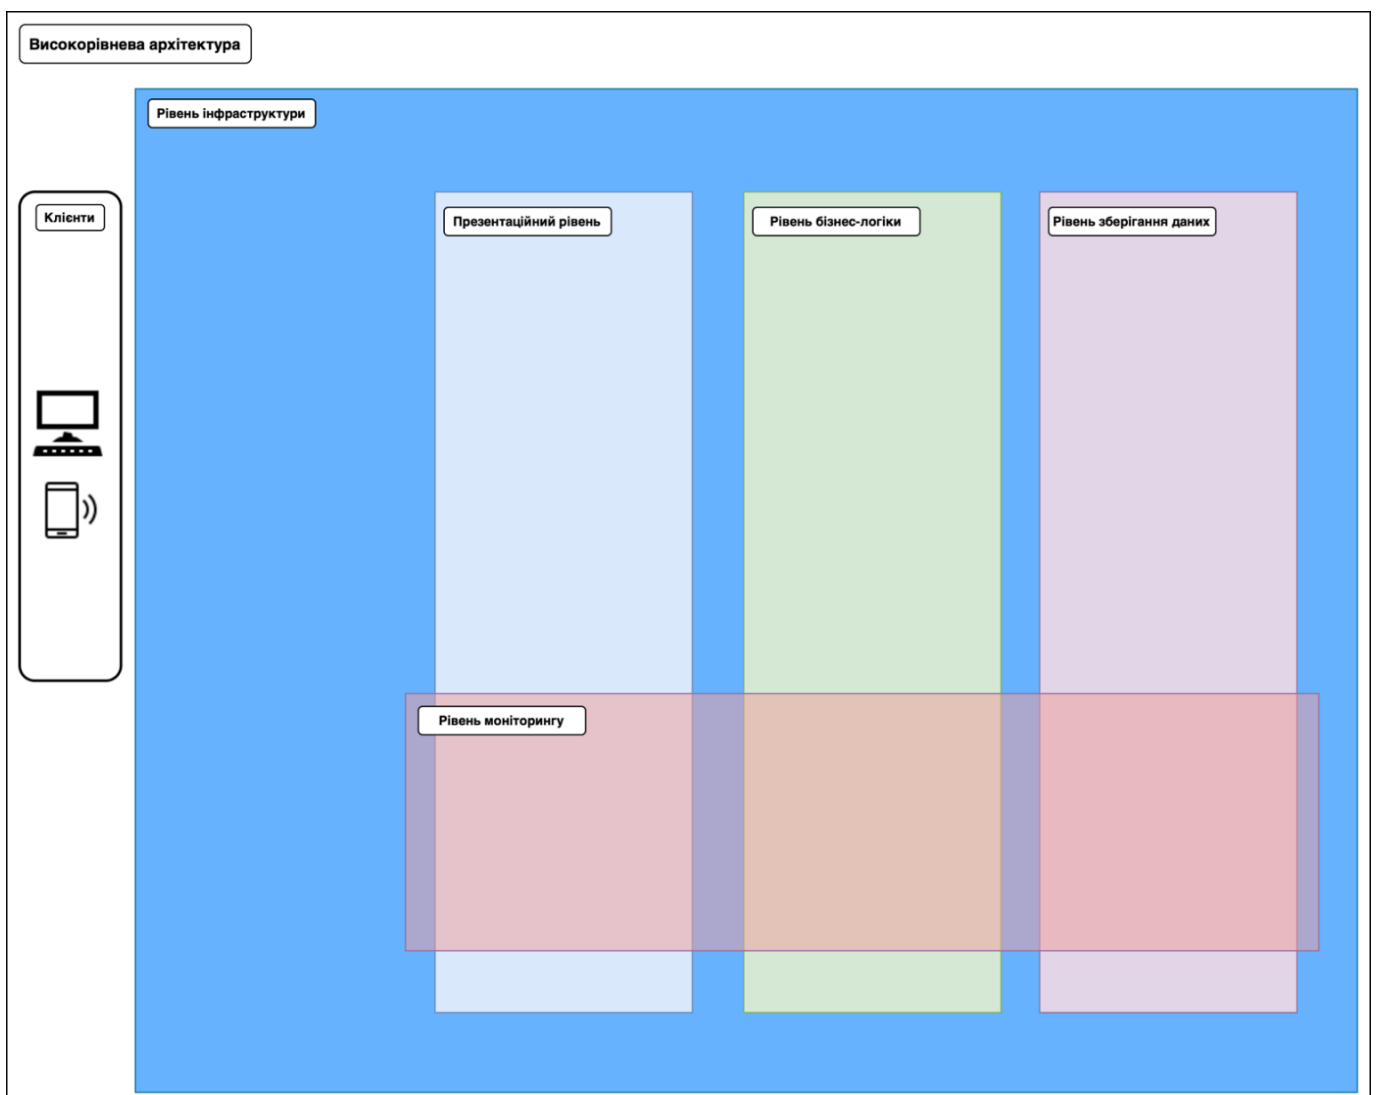 Високорівнева архітектура
Рівень інфраструктури
Клієнти
Презентаційний рівень
Рівень бізнес-логіки
Рівень зберігання даних
Рівень моніторингу